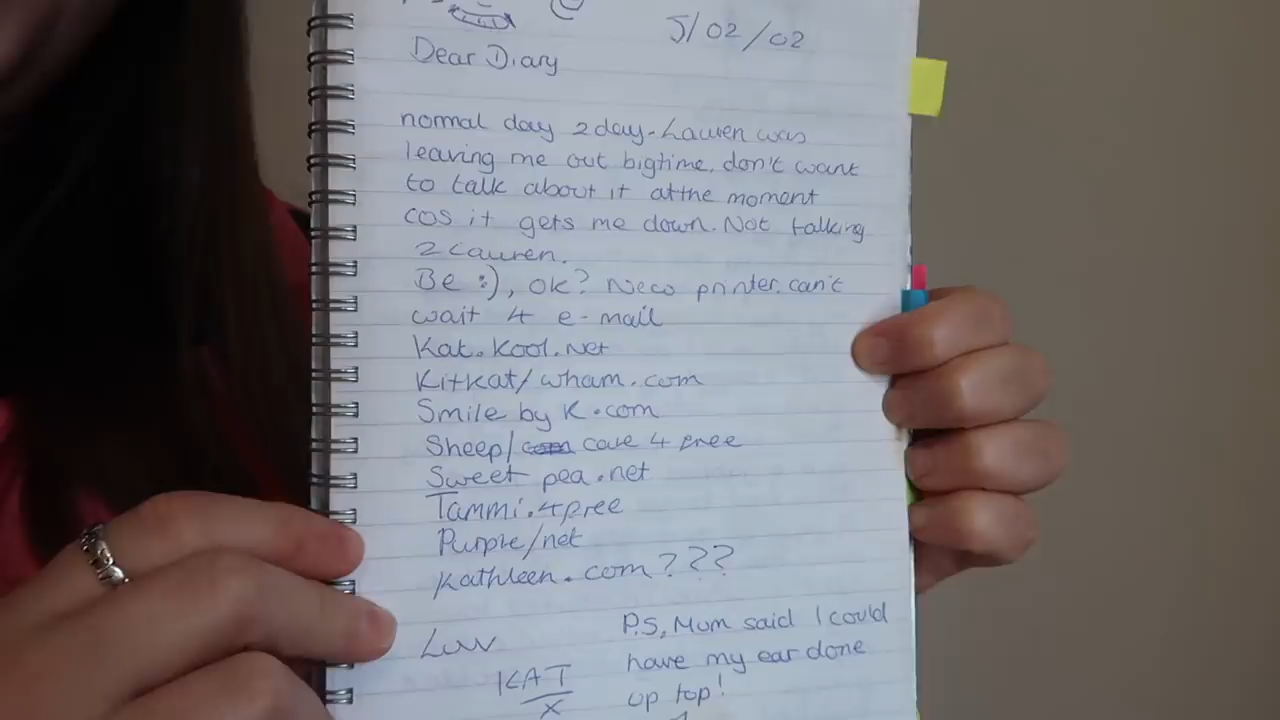 5/02/02
Dear Diary
normal day 2day. Lauren was
leaving me out bigtime, don't want
to talk about it at the moment
cos it gets me down. Not talking
2 Lauren.
Be :), ok? New printer, can't
wait 4 e-mail
Kat.Kool.Net
Kitkat/wham.com
Smile by K.com
Sheep/ care 4 free
Sweet pea.net
Tammi.4free
Purple/net
Kathleen.com???
Luv
KAT
x
P.S, Mum said I could
have my ear done
up top!